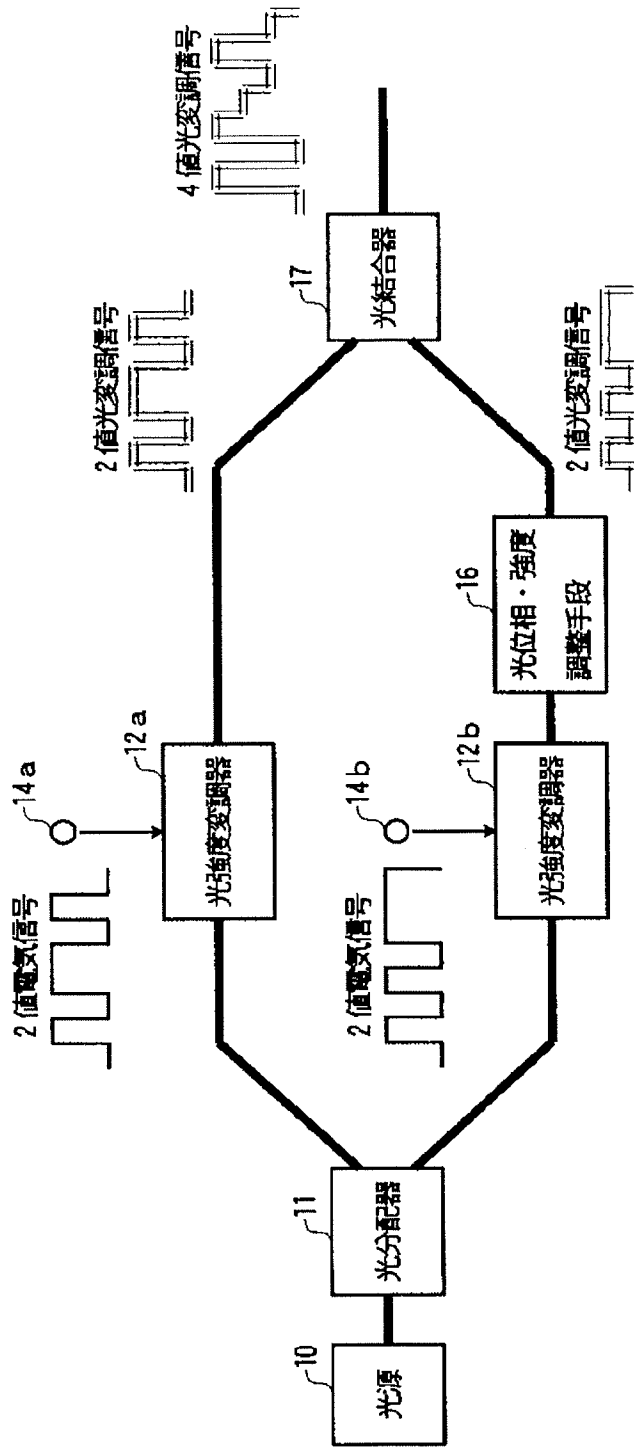 10
光源
11
光分配器
2値電気信号
14a
12a
光強度変調器
2値電気信号
14b
12b
光強度変調器
16
光位相・強度
調整手段
2値光変調信号
2値光変調信号
17
光結合器
4値光変調信号